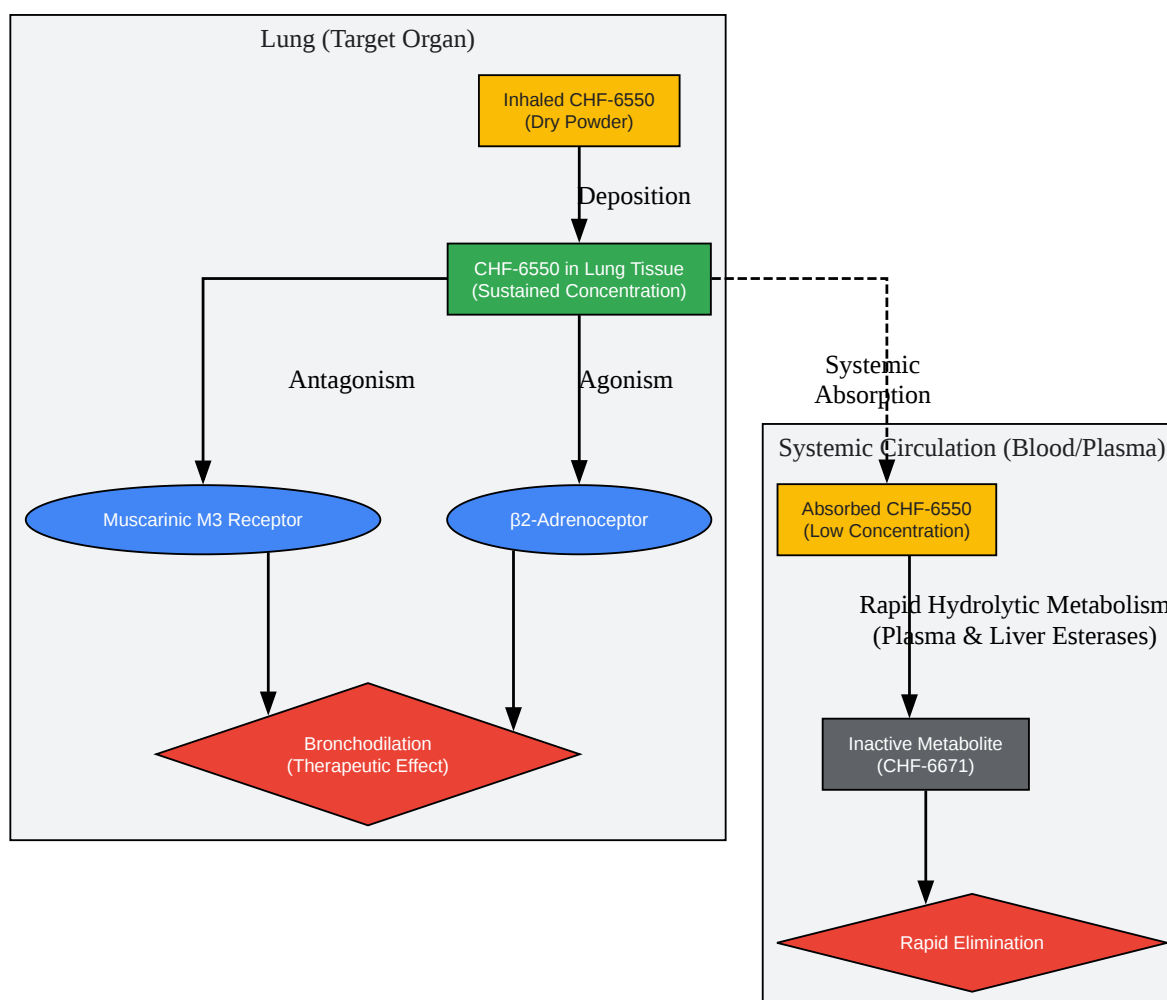 Lung (Target Organ)
Inhaled CHF-6550
(Dry Powder)
Deposition
CHF-6550 in Lung Tissue
(Sustained Concentration)
Antagonism
Agonism
Systemic
Absorption
Systemic Circulation (Blood/Plasma)
Muscarinic M3 Receptor
β2-Adrenoceptor
Absorbed CHF-6550
(Low Concentration)
Rapid Hydrolytic Metabolism
(Plasma & Liver Esterases)
Bronchodilation
(Therapeutic Effect)
Inactive Metabolite
(CHF-6671)
Rapid Elimination